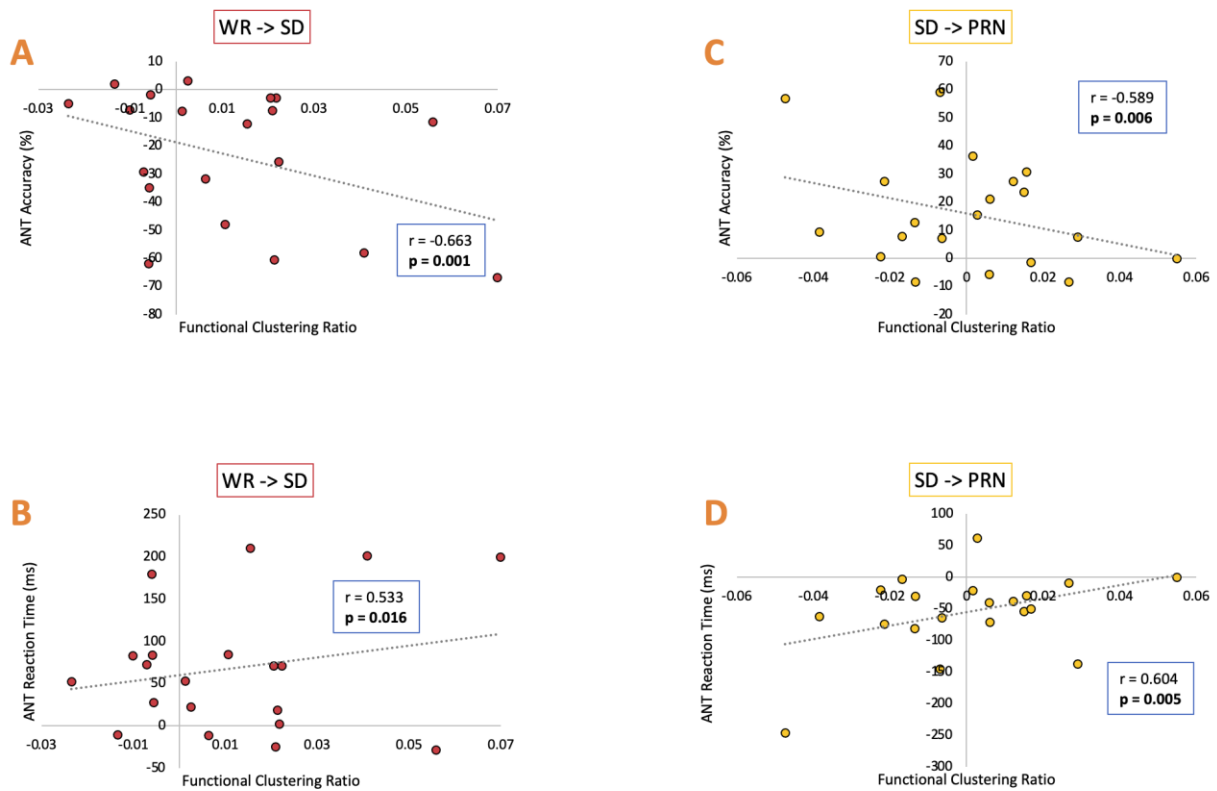 A
WR -> SD
10
0
-10
-20
-30
-40
-50
-60
-70
-80
-0.03
-0.01
0.01
0.03
0.05
0.07
ANT Accuracy (%)
Functional Clustering Ratio
r = -0.663
p = 0.001
C
SD -> PRN
70
60
50
40
30
20
10
0
-10
-20
-0.06
-0.04
-0.02
0
0.02
0.04
0.06
ANT Accuracy (%)
Functional Clustering Ratio
r = -0.589
p = 0.006
B
WR -> SD
250
200
150
100
50
0
-50
-0.03
-0.01
0.01
0.03
0.05
0.07
ANT Reaction Time (ms)
Functional Clustering Ratio
r = 0.533
p = 0.016
D
SD -> PRN
100
50
0
-50
-100
-150
-200
-250
-300
-0.06
-0.04
-0.02
0
0.02
0.04
0.06
ANT Reaction Time (ms)
Functional Clustering Ratio
r = 0.604
p = 0.005